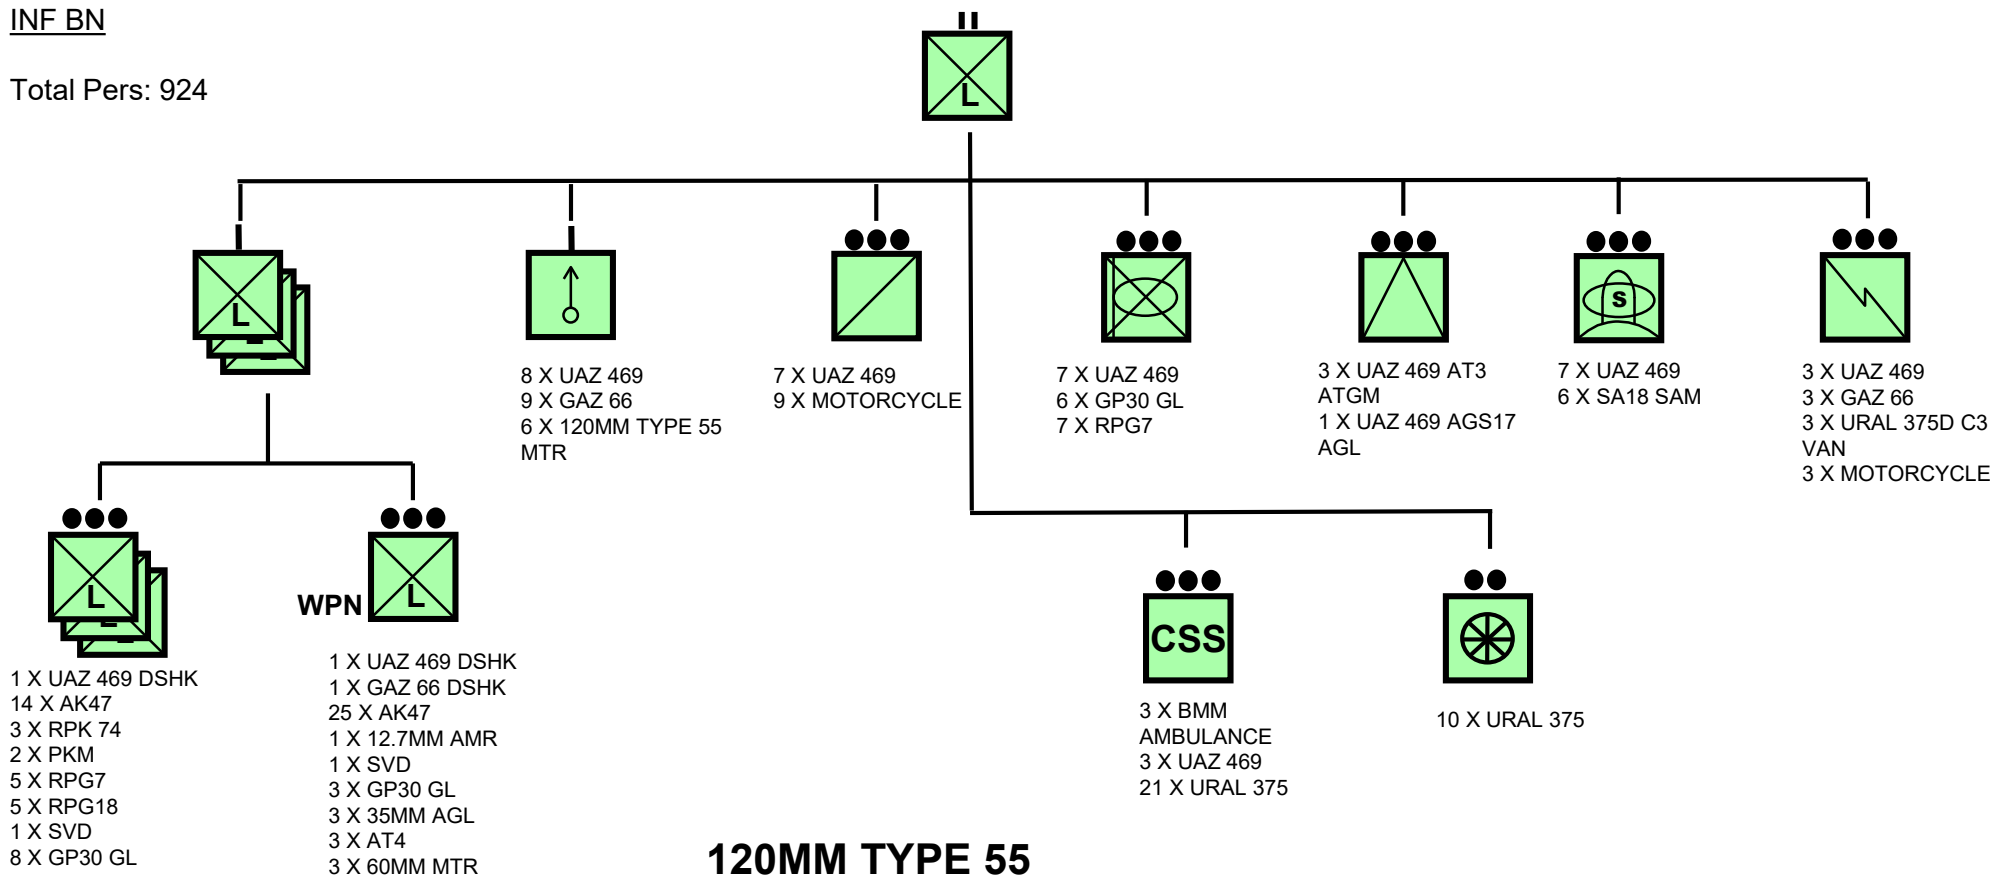 INF BN
Total Pers: 924
L
L
L
L
8 X UAZ 469
9 X GAZ 66
6 X 120MM TYPE 55
MTR
7 X UAZ 469
9 X MOTORCYCLE
7 X UAZ 469
6 X GP30 GL
7 X RPG7
3 X UAZ 469 AT3
ATGM
1 X UAZ 469 AGS17
AGL
S
7 X UAZ 469
6 X SA18 SAM
3 X UAZ 469
3 X GAZ 66
3 X URAL 375D C3
VAN
3 X MOTORCYCLE
L
L
L
1 X UAZ 469 DSHK
14 X AK47
3 X RPK 74
2 X PKM
5 X RPG7
5 X RPG18
1 X SVD
8 X GP30 GL
WPN
L
1 X UAZ 469 DSHK
1 X GAZ 66 DSHK
25 X AK47
1 X 12.7MM AMR
1 X SVD
3 X GP30 GL
3 X 35MM AGL
3 X AT4
3 X 60MM MTR
CSS
3 X BMM
AMBULANCE
3 X UAZ 469
21 X URAL 375
10 X URAL 375
120MM TYPE 55